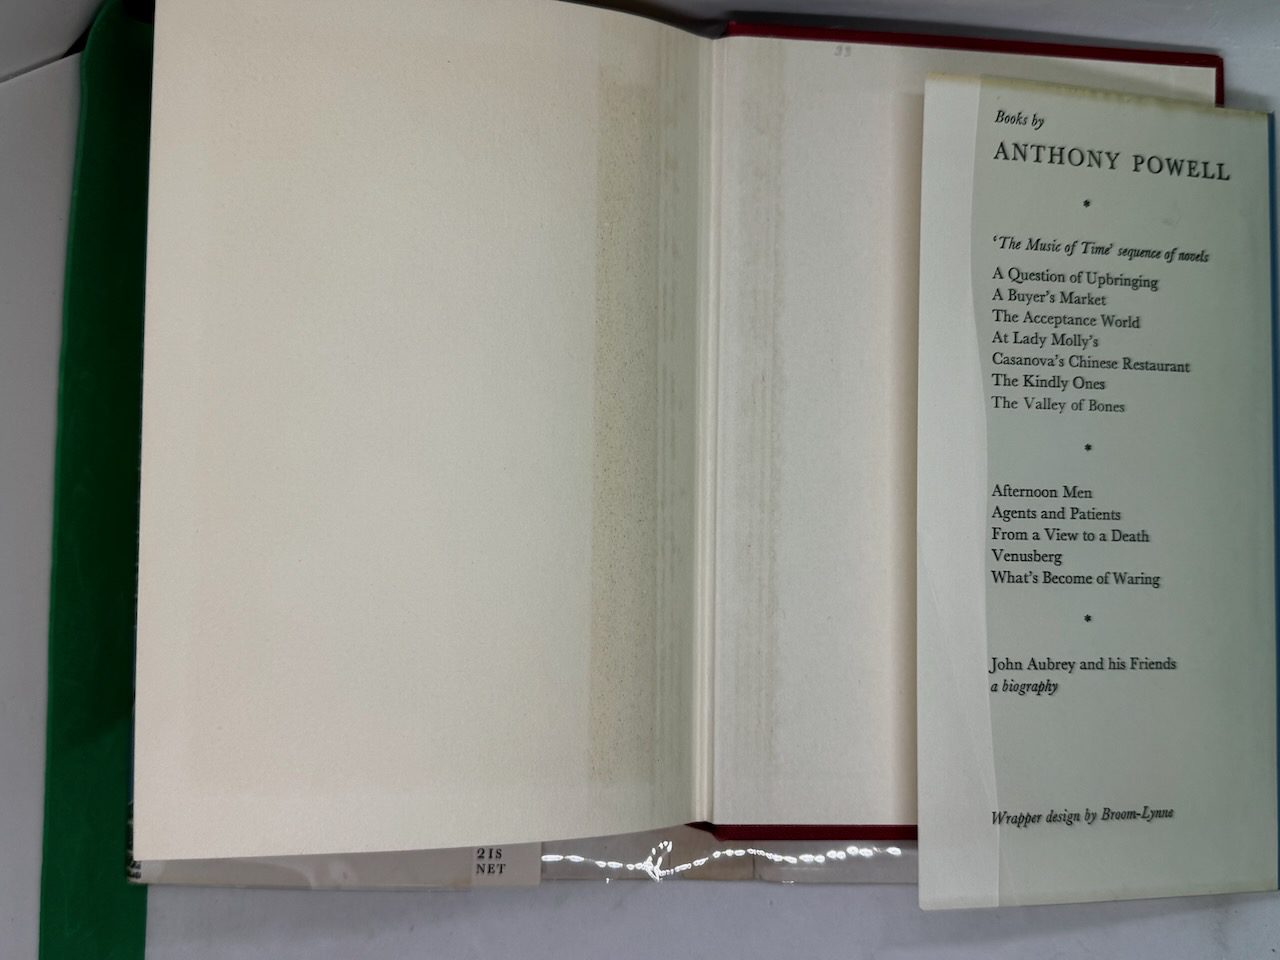 33
Books by
ANTHONY POWELL
*
'The Music of Time' sequence of novels
A Question of Upbringing
A Buyer's Market
The Acceptance World
At Lady Molly's
Casanova's Chinese Restaurant
The Kindly Ones
The Valley of Bones
*
Afternoon Men
Agents and Patients
From a View to a Death
Venusberg
What's Become of Waring
*
John Aubrey and his Friends
a biography
Wrapper design by Broom-Lynne
21S
NET